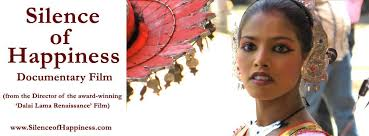 Silence
of
Happiness
Documentary Film
(from the Director of the award-winning
'Dalai Lama Renaissance' Film)
www.SilenceofHappiness.com